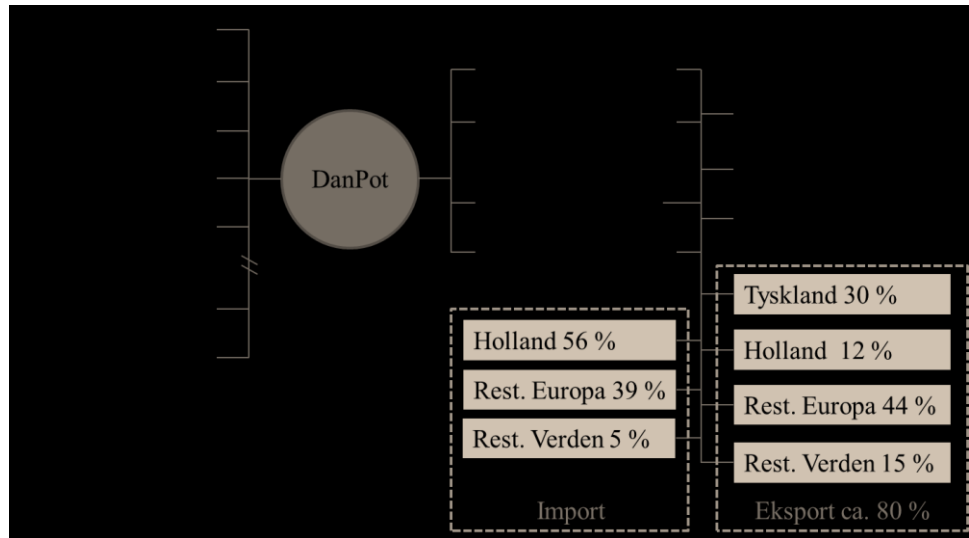 DanPot
Tyskland 30 %
Holland 56 %
Holland 12 %
Rest. Europa 39 %
Rest. Europa 44 %
Rest. Verden 5 %
Rest. Verden 15 %
Import
Eksport ca. 80 %